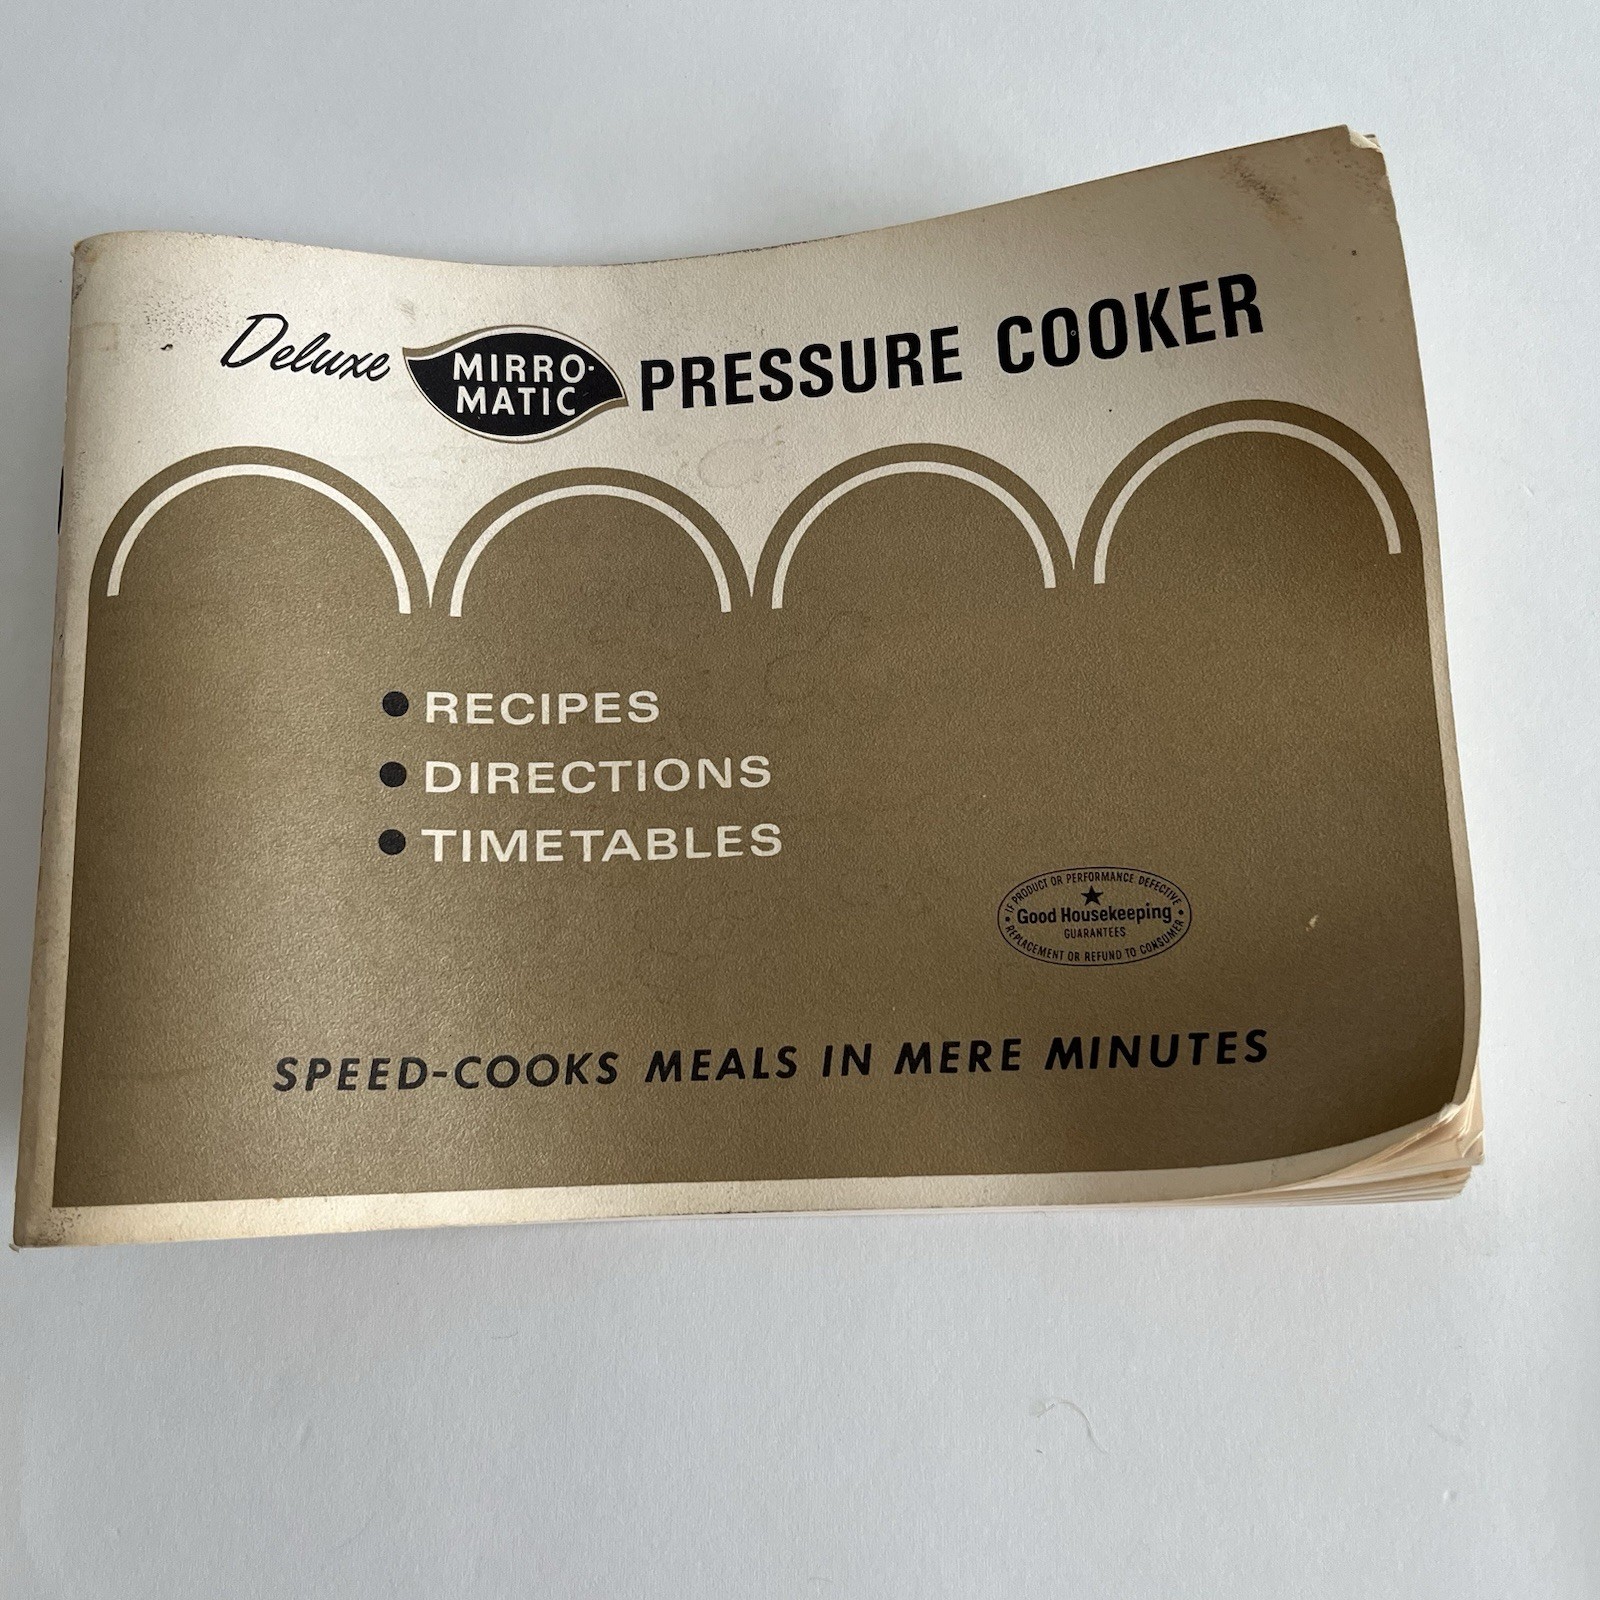 Deluxe MIRRO-MATIC PRESSURE COOKER
• RECIPES
• DIRECTIONS
• TIMETABLES
• IF PRODUCT OR PERFORMANCE DEFECTIVE •
★
Good Housekeeping
GUARANTEES
REPLACEMENT OR REFUND TO CONSUMER
SPEED-COOKS MEALS IN MERE MINUTES